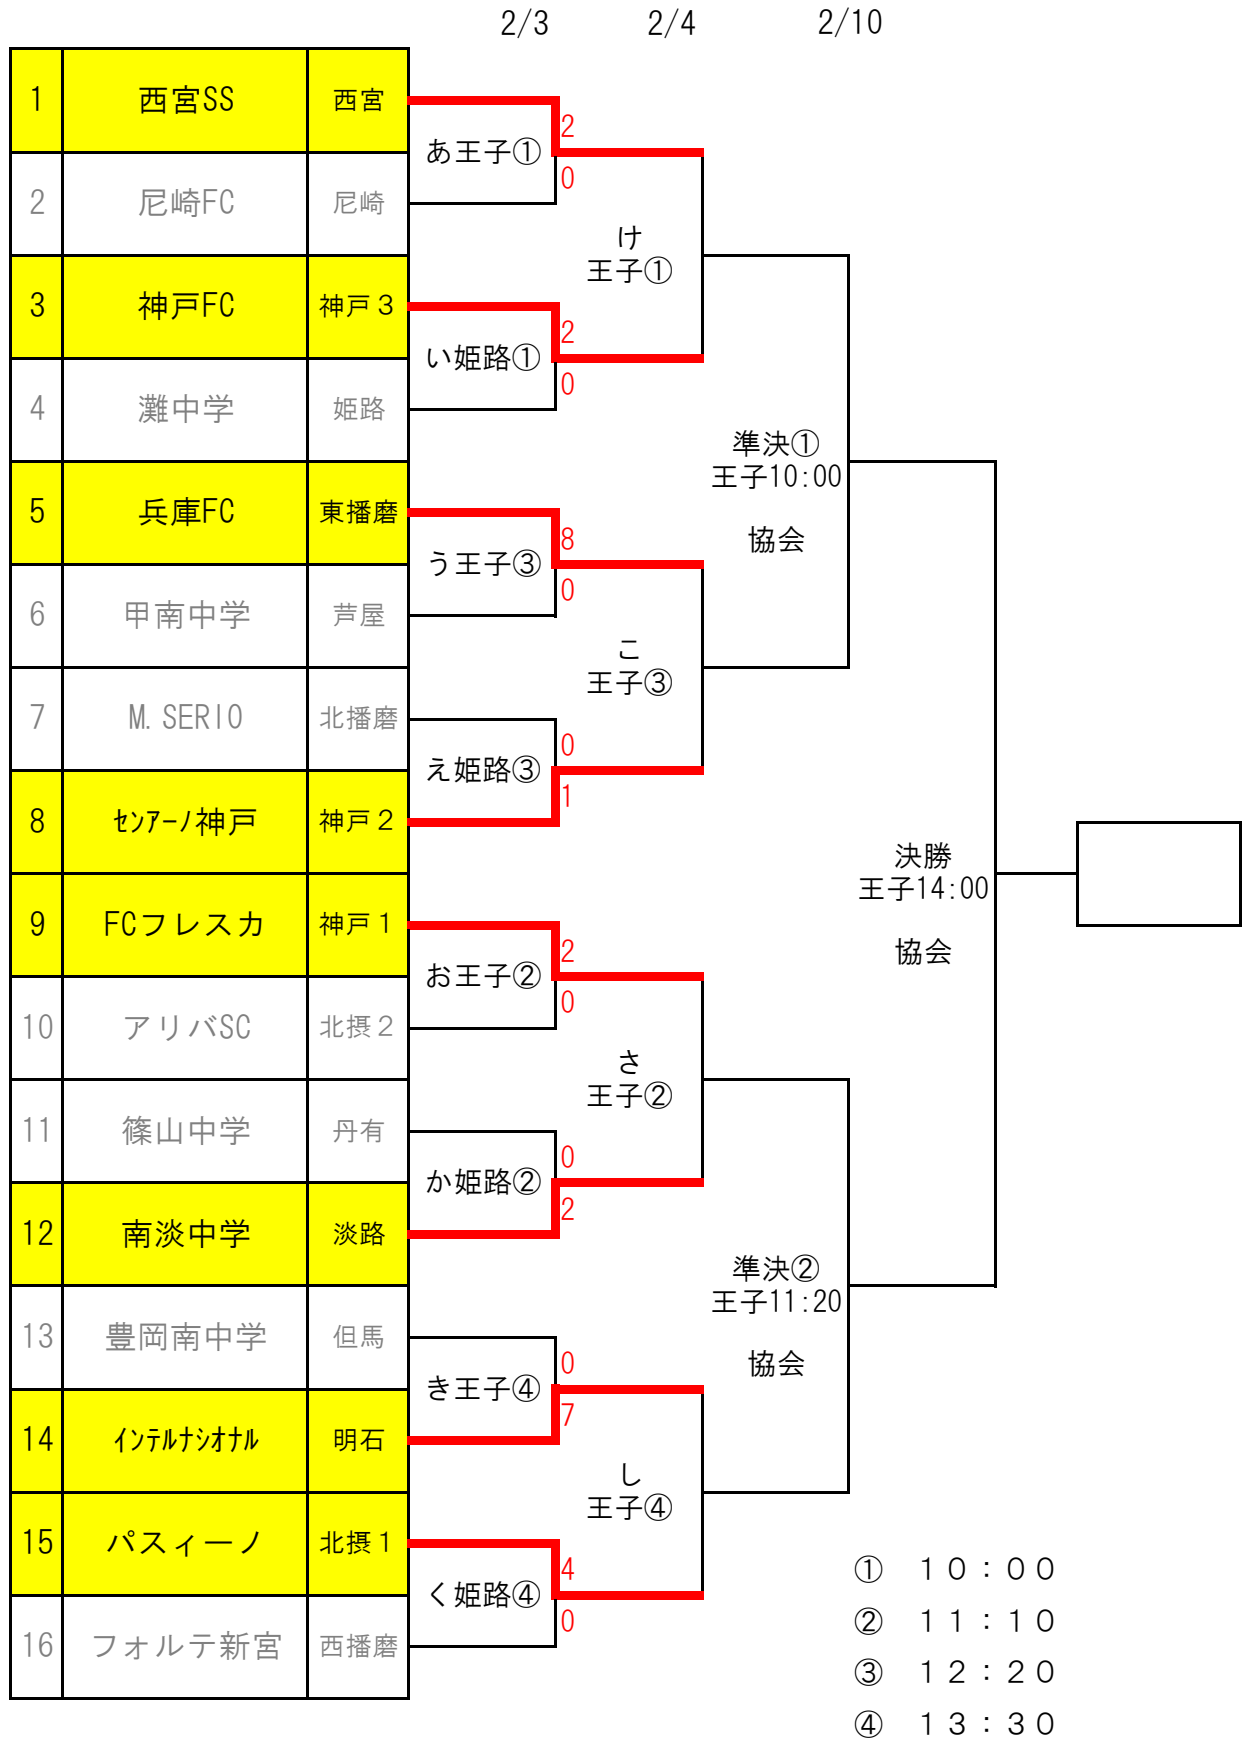 2/3 2/4 2/10
1 西宮SS 西宮
2
あ王子①
0
2 尼崎FC 尼崎
け
王子①
3 神戸FC 神戸３
2
い姫路①
0
4 灘中学 姫路
準決①
王子10:00
協会
5 兵庫FC 東播磨
8
う王子③
0
6 甲南中学 芦屋
こ
王子③
7 M.SERIO 北播磨
0
え姫路③
1
8 ｾﾝｱｰﾉ神戸 神戸２
決勝
王子14:00
協会
9 FCフレスカ 神戸１
2
お王子②
0
10 アリバSC 北摂２
さ
王子②
11 篠山中学 丹有
0
か姫路②
2
12 南淡中学 淡路
準決②
王子11:20
協会
13 豊岡南中学 但馬
0
き王子④
7
14 ｲﾝﾃﾙﾅｼｵﾅﾙ 明石
し
王子④
15 パスィーノ 北摂１
4
く姫路④
0
16 フォルテ新宮 西播磨
① １０：００
② １１：１０
③ １２：２０
④ １３：３０